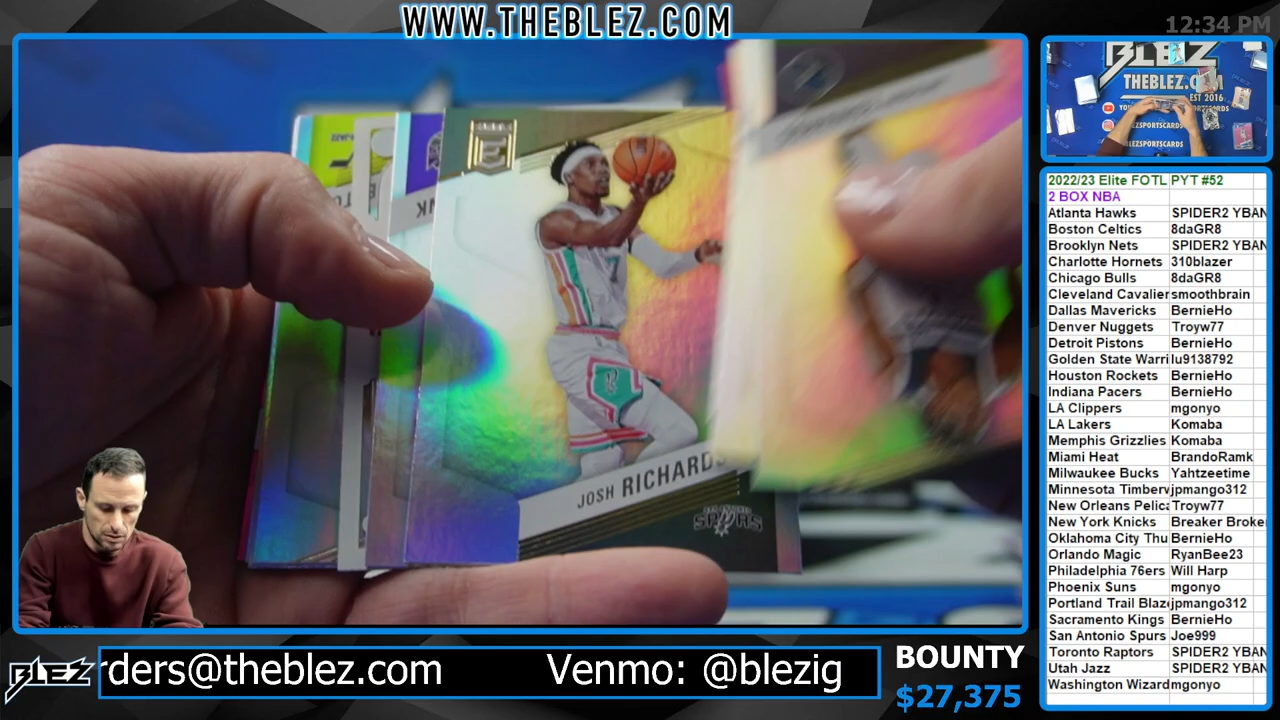 WWW.THEBLEZ.COM
12:34 PM
BLEZ
THEBLEZ.C
EST 2016
BLEZSPORTSCARDS
2022/23 Elite FOTL PYT #52
2 BOX NBA
Atlanta Hawks SPIDER2 YBAN
Boston Celtics 8daGR8
Brooklyn Nets SPIDER2 YBAN
Charlotte Hornets 310blazer
Chicago Bulls 8daGR8
Cleveland Cavalier smoothbrain
Dallas Mavericks BernieHo
Denver Nuggets Troyw77
Detroit Pistons BernieHo
Golden State Warri lu9138792
Houston Rockets BernieHo
Indiana Pacers BernieHo
LA Clippers mgonyo
LA Lakers Komaba
Memphis Grizzlies Komaba
Miami Heat BrandoRamk
Milwaukee Bucks Yahtzeetime
Minnesota Timberv jpmango312
New Orleans Pelica Troyw77
New York Knicks Breaker Broke
Oklahoma City Thu BernieHo
Orlando Magic RyanBee23
Philadelphia 76ers Will Harp
Phoenix Suns mgonyo
Portland Trail Blaz jpmango312
Sacramento Kings BernieHo
San Antonio Spurs Joe999
Toronto Raptors SPIDER2 YBAN
Utah Jazz SPIDER2 YBAN
Washington Wizard mgonyo
JOSH RICHARDS
SPURS
BLEZ
rders@theblez.com Venmo: @blezig
BOUNTY
$27,375